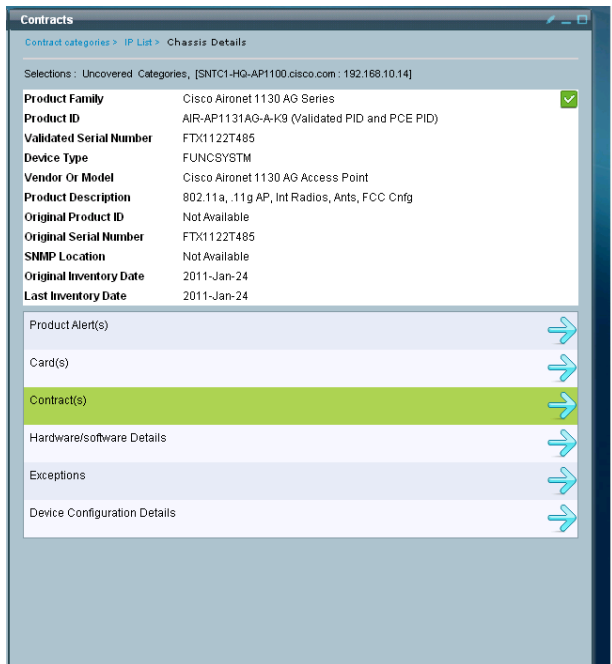 Contracts
Contract categories > IP List > Chassis Details
Selections : Uncovered Categories, [SNTC1-HQ-AP1100.cisco.com : 192.168.10.14]
Product Family Cisco Aironet 1130 AG Series
Product ID AIR-AP1131AG-A-K9 (Validated PID and PCE PID)
Validated Serial Number FTX1122T485
Device Type FUNCSYSTM
Vendor Or Model Cisco Aironet 1130 AG Access Point
Product Description 802.11a, .11g AP, Int Radios, Ants, FCC Cnfg
Original Product ID Not Available
Original Serial Number FTX1122T485
SNMP Location Not Available
Original Inventory Date 2011-Jan-24
Last Inventory Date 2011-Jan-24
Product Alert(s)
Card(s)
Contract(s)
Hardware/software Details
Exceptions
Device Configuration Details